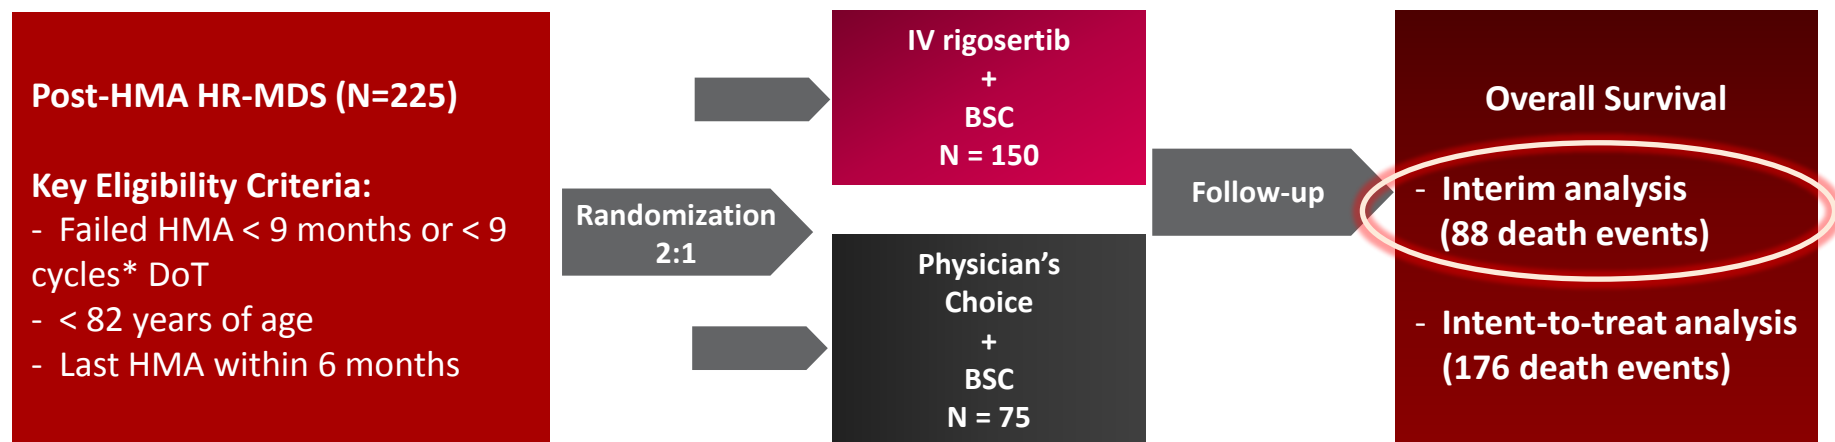 Post-HMA HR-MDS (N=225)
Key Eligibility Criteria:
- Failed HMA < 9 months or < 9
cycles* DoT
- < 82 years of age
- Last HMA within 6 months
Randomization
2:1
IV rigosertib
+
BSC
N = 150
Physician’s
Choice
+
BSC
N = 75
Follow-up
Overall Survival
- Interim analysis
(88 death events)
- Intent-to-treat analysis
(176 death events)